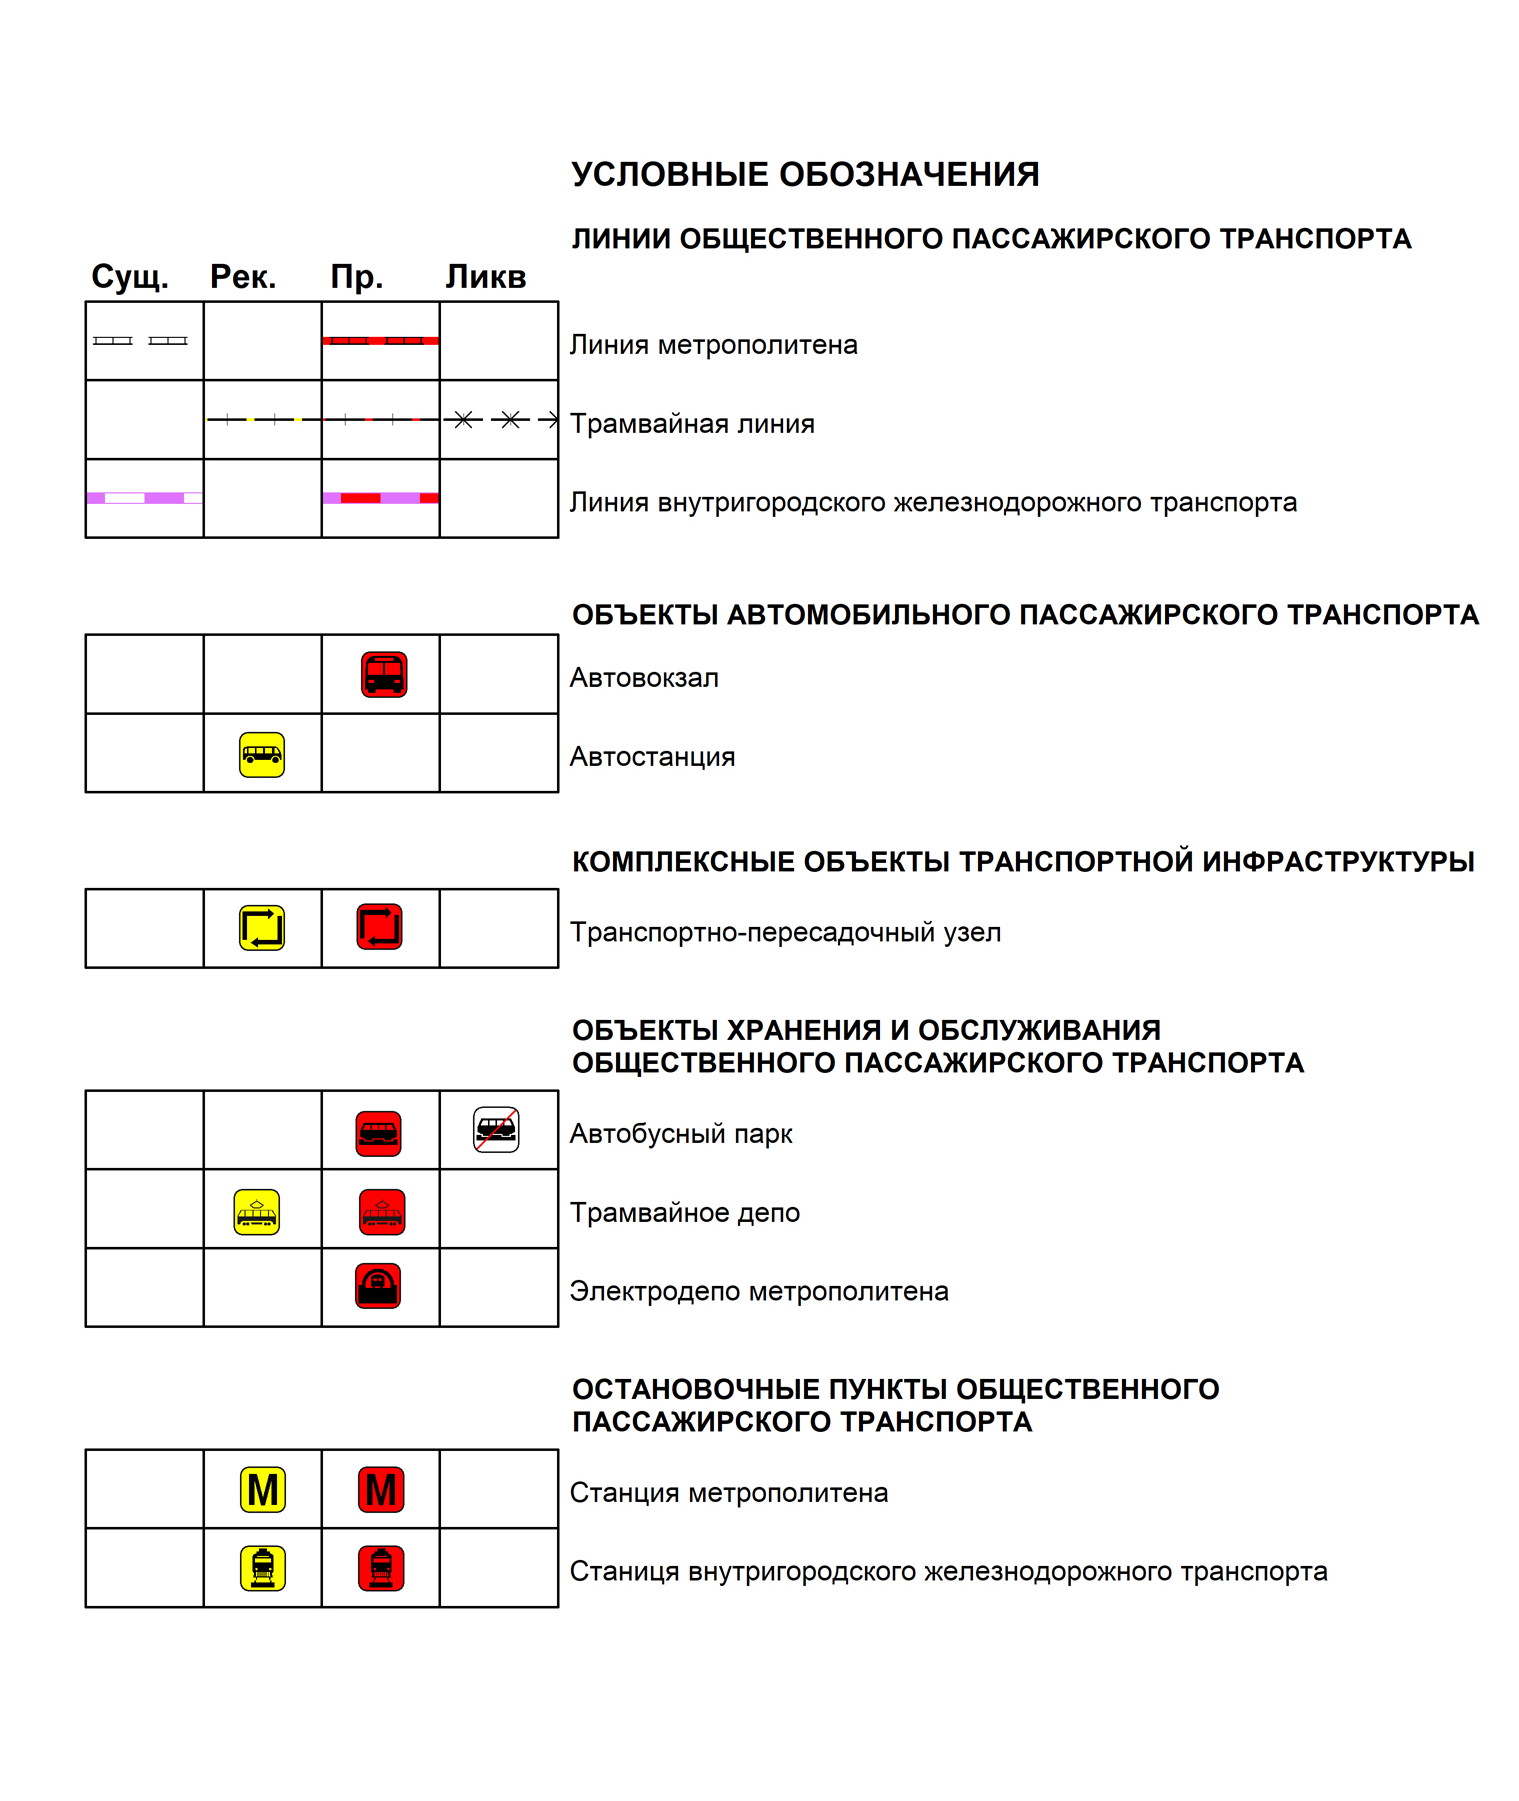 УСЛОВНЫЕ ОБОЗНАЧЕНИЯ
ЛИНИИ ОБЩЕСТВЕННОГО ПАССАЖИРСКОГО ТРАНСПОРТА
Сущ. Рек. Пр. Ликв
Линия метрополитена
Трамвайная линия
Линия внутригородского железнодорожного транспорта
ОБЪЕКТЫ АВТОМОБИЛЬНОГО ПАССАЖИРСКОГО ТРАНСПОРТА
Автовокзал
Автостанция
КОМПЛЕКСНЫЕ ОБЪЕКТЫ ТРАНСПОРТНОЙ ИНФРАСТРУКТУРЫ
Транспортно-пересадочный узел
ОБЪЕКТЫ ХРАНЕНИЯ И ОБСЛУЖИВАНИЯ
ОБЩЕСТВЕННОГО ПАССАЖИРСКОГО ТРАНСПОРТА
Автобусный парк
Трамвайное депо
Электродепо метрополитена
ОСТАНОВОЧНЫЕ ПУНКТЫ ОБЩЕСТВЕННОГО
ПАССАЖИРСКОГО ТРАНСПОРТА
М М Станция метрополитена
Станиця внутригородского железнодорожного транспорта